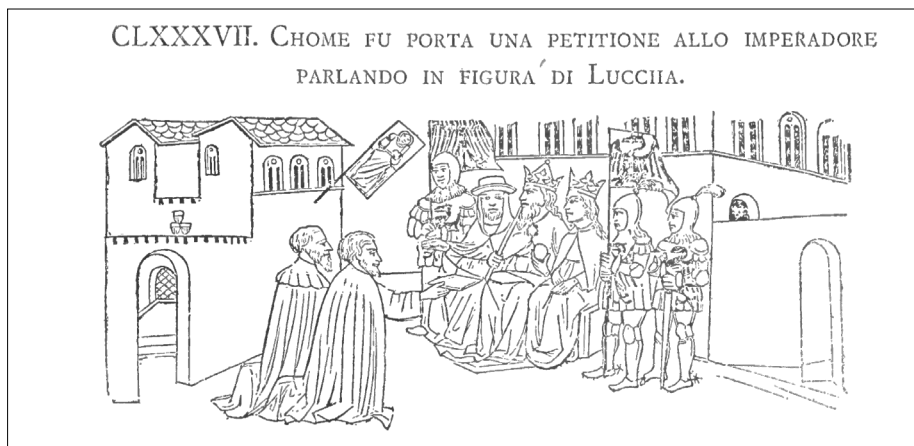 CLXXXVII. CHOME FU PORTA UNA PETITIONE ALLO IMPERADORE
PARLANDO IN FIGURA DI LUCCIIA.